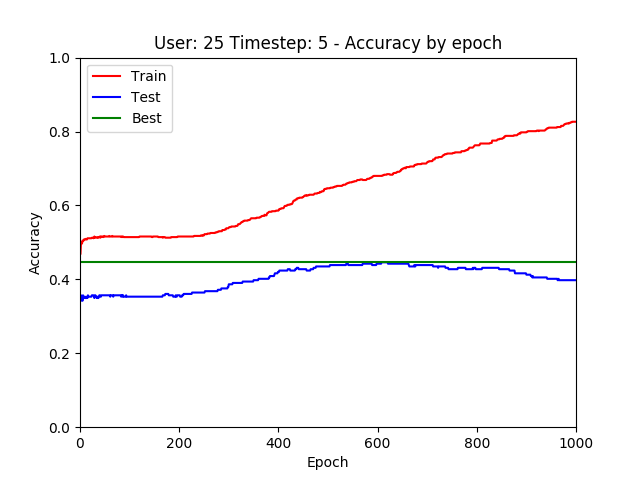 User: 25 Timestep: 5 - Accuracy by epoch
1.0
0.8
0.6
0.4
0.2
0.0
Accuracy
Train
Test
Best
0 200 400 600 800 1000
Epoch